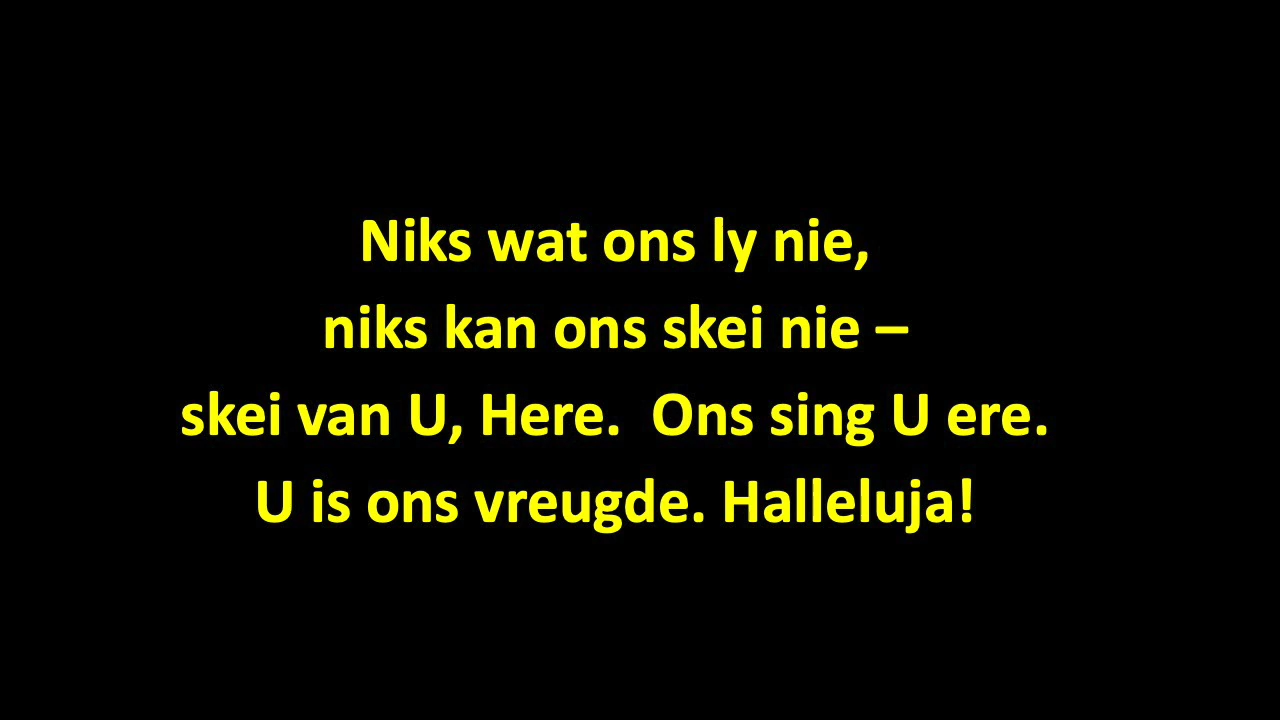 Niks wat ons ly nie,
niks kan ons skei nie –
skei van U, Here.  Ons sing U ere.
U is ons vreugde. Halleluja!